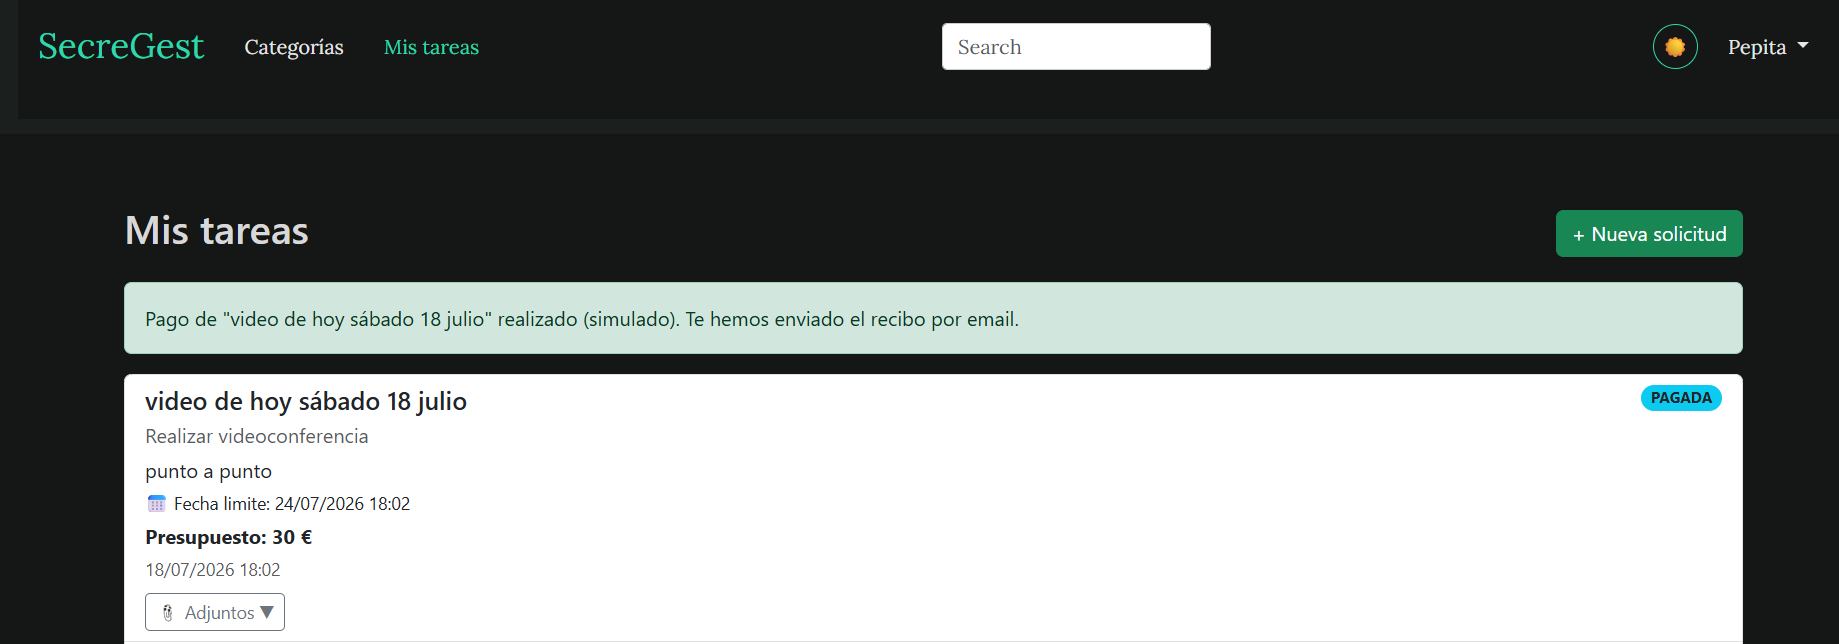 SecreGest
Categorías
Mis tareas
Search
Pepita
Mis tareas
+ Nueva solicitud
Pago de "video de hoy sábado 18 julio" realizado (simulado). Te hemos enviado el recibo por email.
video de hoy sábado 18 julio
PAGADA
Realizar videoconferencia
punto a punto
Fecha limite: 24/07/2026 18:02
Presupuesto: 30 €
18/07/2026 18:02
Adjuntos ▼